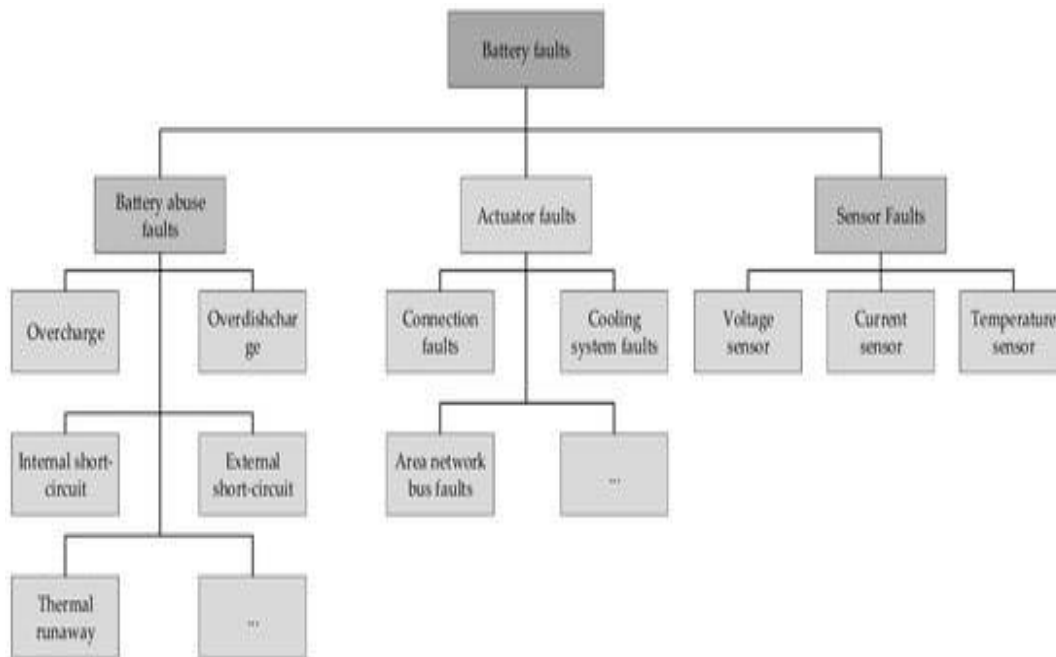 Battery faults
Battery abuse
faults
Actuator faults
Sensor Faults
Overcharge
Overdishchar
ge
Connection
faults
Cooling
system faults
Voltage
sensor
Current
sensor
Temperature
sensor
Internal short-
circuit
External
short-circuit
Area network
bus faults
...
Thermal
runaway
...